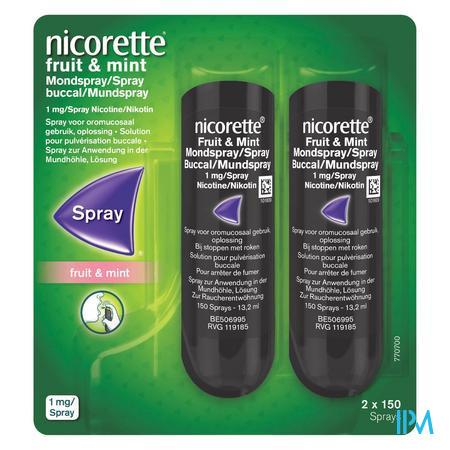 nicorette®
fruit & mint
Mondspray/Spray
buccal/Mundspray
1 mg/Spray Nicotine/Nikotin
Spray voor oromucosaal
gebruik, oplossing • Solution
pour pulvérisation buccale •
Spray zur Anwendung in der
Mundhöhle, Lösung
Spray
fruit & mint
1 mg/
Spray
nicorette®
Fruit & Mint
Mondspray/Spray
Buccal/Mundspray
1 mg/Spray
Nicotine/Nikotin
101609
Spray voor oromucosaal gebruik,
oplossing
Bij stoppen met roken
Solution pour pulvérisation
buccale
Pour arrêter de fumer
Spray zur Anwendung in der
Mundhöhle, Lösung
Zur Raucherentwöhnung
150 Sprays - 13,2 ml
BE506995
RVG 119185
nicorette®
Fruit & Mint
Mondspray/Spray
Buccal/Mundspray
1 mg/Spray
Nicotine/Nikotin
101609
Spray voor oromucosaal gebruik,
oplossing
Bij stoppen met roken
Solution pour pulvérisation
buccale
Pour arrêter de fumer
Spray zur Anwendung in der
Mundhöhle, Lösung
Zur Raucherentwöhnung
150 Sprays - 13,2 ml
BE506995
RVG 119185
770700
2 x 150
Sprays
IPM